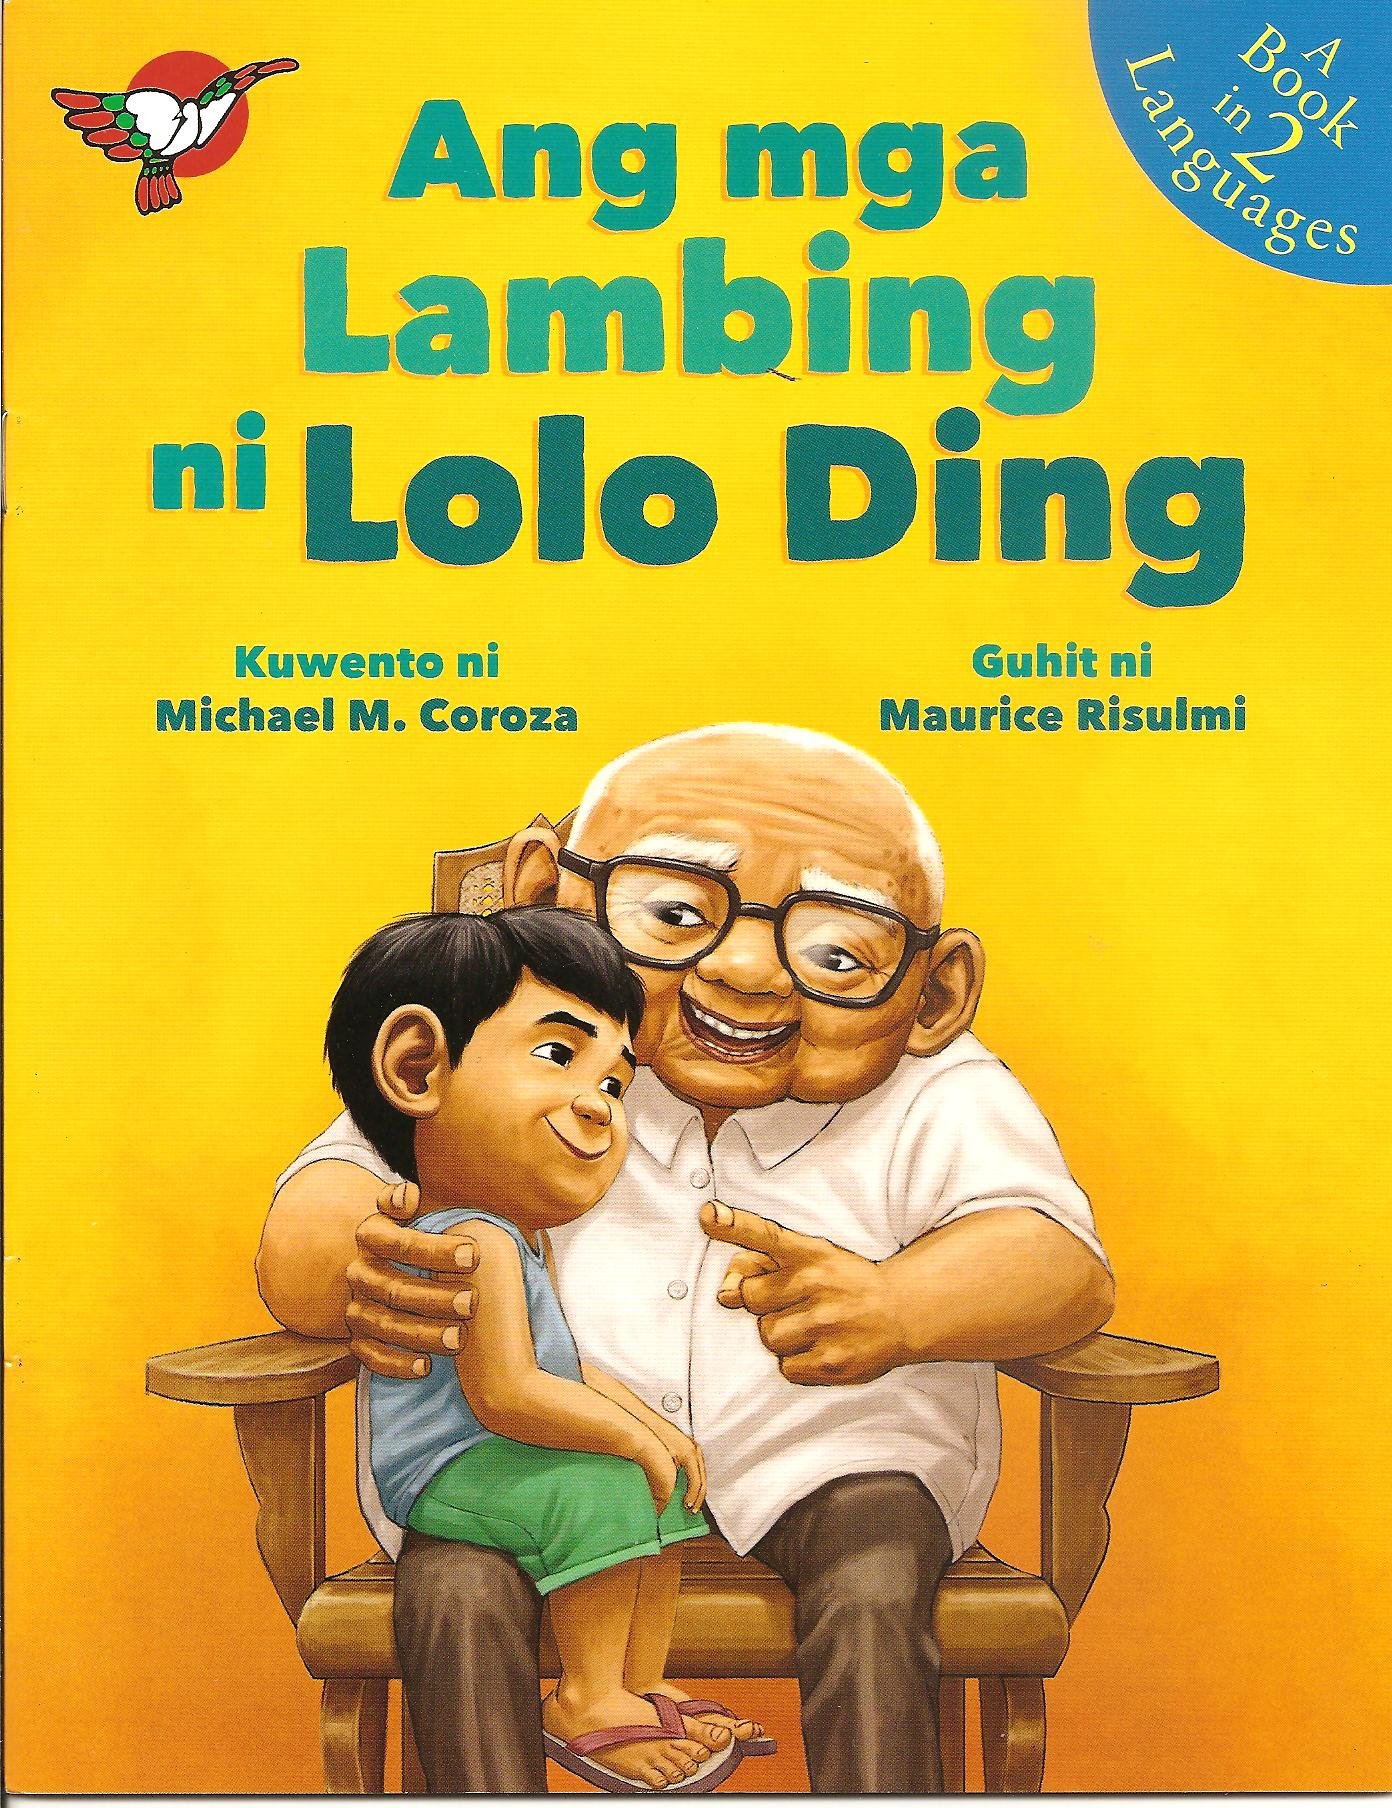 A
Book
in 2
Languages
Ang mga
Lambing
ni Lolo Ding
Kuwento ni
Michael M. Coroza
Guhit ni
Maurice Risulmi